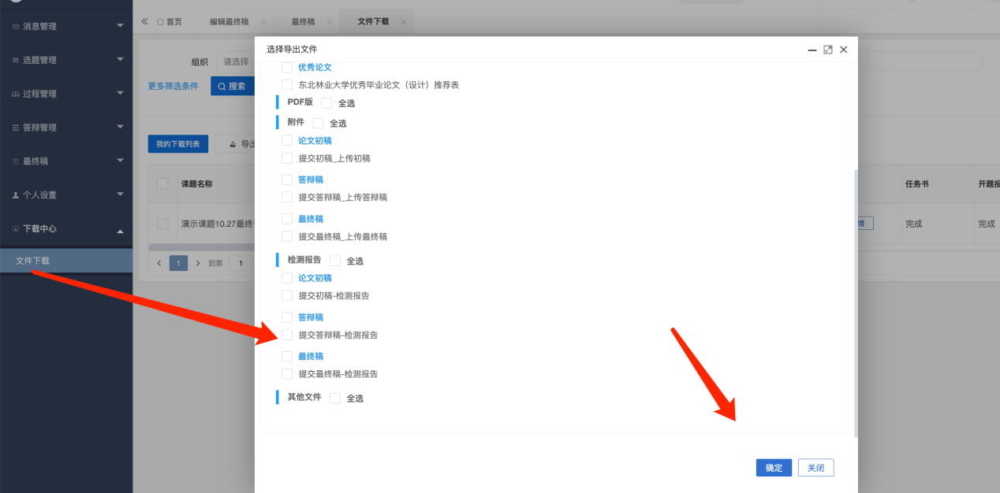 消息管理
选题管理
过程管理
答辩管理
最终稿
个人设置
下载中心
文件下载
首页
编辑最终稿
最终稿
文件下载
组织
请选择
更多筛选条件
搜索
我的下载列表
导出
课题名称
任务书
开题报
演示课题10.27最终
情
完成
完成
1
到第
1
选择导出文件
优秀论文
东北林业大学优秀毕业论文（设计）推荐表
PDF版 全选
附件 全选
论文初稿
提交初稿_上传初稿
答辩稿
提交答辩稿_上传答辩稿
最终稿
提交最终稿_上传最终稿
检测报告 全选
论文初稿
提交初稿-检测报告
答辩稿
提交答辩稿-检测报告
最终稿
提交最终稿-检测报告
其他文件 全选
确定
关闭